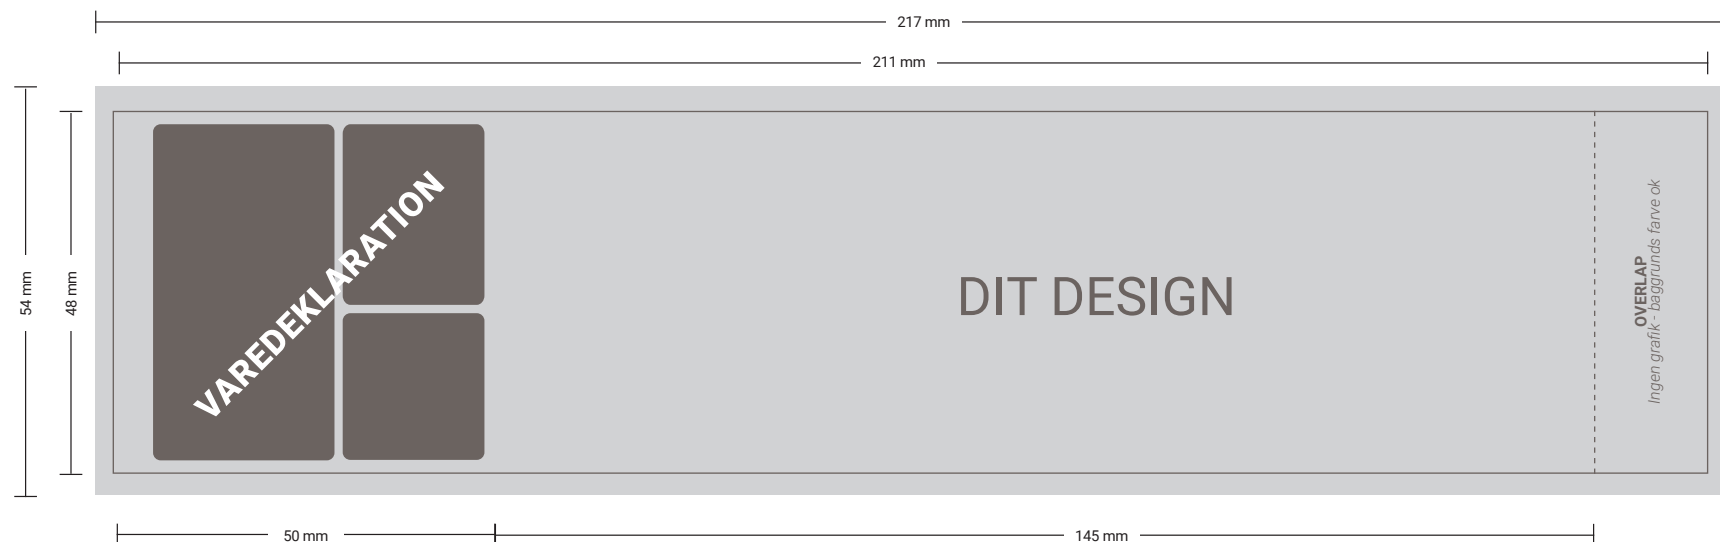 217 mm
211 mm
54 mm
48 mm
VAREDEKLARATION
DIT DESIGN
OVERLAP
Ingen grafik - baggrunds farve ok
50 mm
145 mm